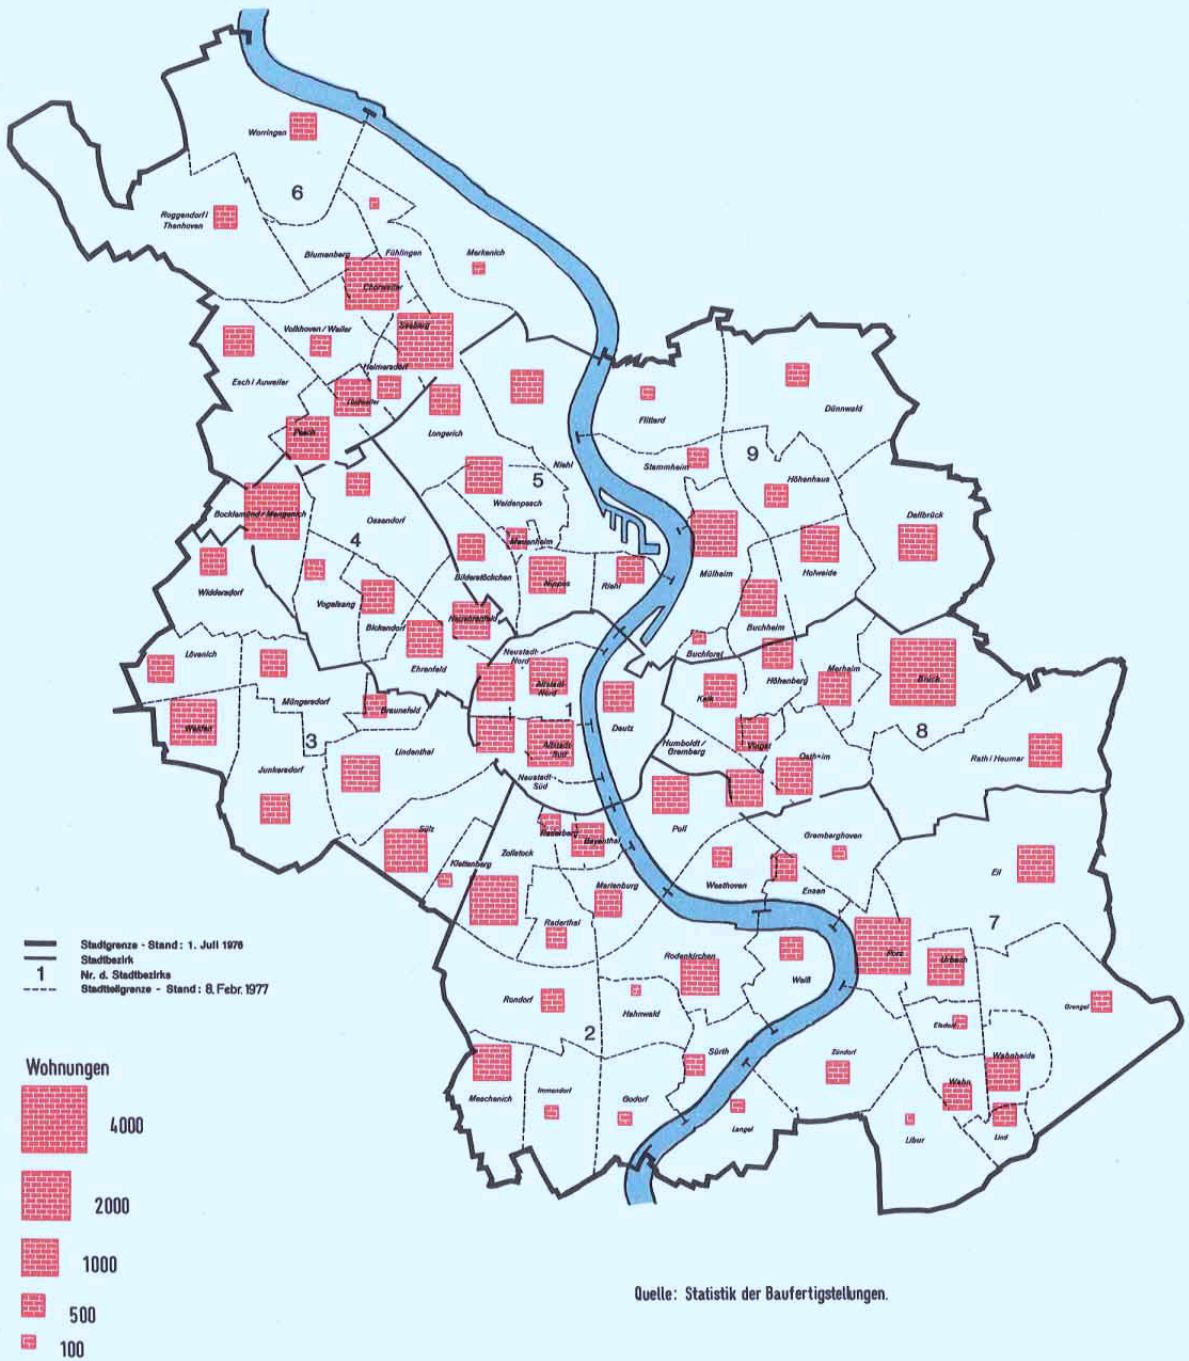 Worringen
6
Roggendorf/
Thenhoven
Blumenberg
Fühlingen
Merkenich
Chorweiler
Volkhoven / Weiler
Seeberg
Heimersdorf
Esch / Auweiler
Pesch
Longerich
Niehl
5
Weidenpesch
Flittard
Dünnwald
Stammheim
9
Höhenhaus
Bocklemünd / Mengenich
Ossendorf
4
Mauenheim
Bilderstöckchen
Nippes
Riehl
Mülheim
Holweide
Dellbrück
Widdersdorf
Vogelsang
Bickendorf
Neuehrenfeld
Ehrenfeld
Buchheim
Buchforst
Neustadt-
Nord
Altstadt-
Nord
1
Deutz
Kalk
Höhenberg
Merheim
Brück
8
Lövenich
Müngersdorf
Braunsfeld
Weiden
3
Lindenthal
Junkersdorf
Altstadt-
Süd
Neustadt-
Süd
Humboldt /
Gremberg
Vingst
Ostheim
Rath / Heumar
Sülz
Klettenberg
Zollstock
Raderberg
Bayenthal
Poll
Gremberghoven
Marienburg
Westhoven
Ensen
Eil
7
Raderthal
Rodenkirchen
Weiß
Porz
Urbach
Elsdorf
Grengel
Rondorf
Hahnwald
2
Sürth
Zündorf
Wahnheide
Wahn
Meschenich
Immendorf
Godorf
Langel
Libur
Lind
Stadtgrenze - Stand: 1. Juli 1976
Stadtbezirk
1 Nr. d. Stadtbezirks
Stadtteilgrenze - Stand: 8. Febr. 1977
Wohnungen
4000
2000
1000
500
100
Quelle: Statistik der Baufertigstellungen.